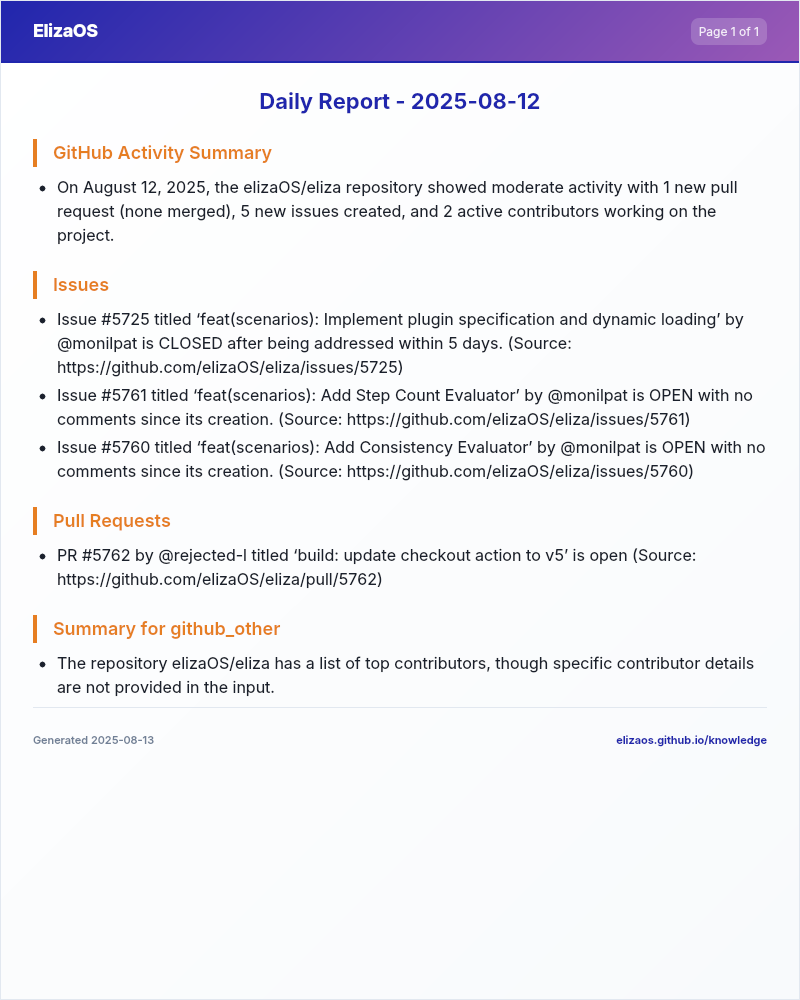 ElizaOS
Page 1 of 1
Daily Report - 2025-08-12
GitHub Activity Summary
• On August 12, 2025, the elizaOS/eliza repository showed moderate activity with 1 new pull
request (none merged), 5 new issues created, and 2 active contributors working on the
project.
Issues
• Issue #5725 titled ‘feat(scenarios): Implement plugin specification and dynamic loading’ by
@monilpat is CLOSED after being addressed within 5 days. (Source:
https://github.com/elizaOS/eliza/issues/5725)
• Issue #5761 titled ‘feat(scenarios): Add Step Count Evaluator’ by @monilpat is OPEN with no
comments since its creation. (Source: https://github.com/elizaOS/eliza/issues/5761)
• Issue #5760 titled ‘feat(scenarios): Add Consistency Evaluator’ by @monilpat is OPEN with no
comments since its creation. (Source: https://github.com/elizaOS/eliza/issues/5760)
Pull Requests
• PR #5762 by @rejected-l titled ‘build: update checkout action to v5’ is open (Source:
https://github.com/elizaOS/eliza/pull/5762)
Summary for github_other
• The repository elizaOS/eliza has a list of top contributors, though specific contributor details
are not provided in the input.
Generated 2025-08-13
elizaos.github.io/knowledge